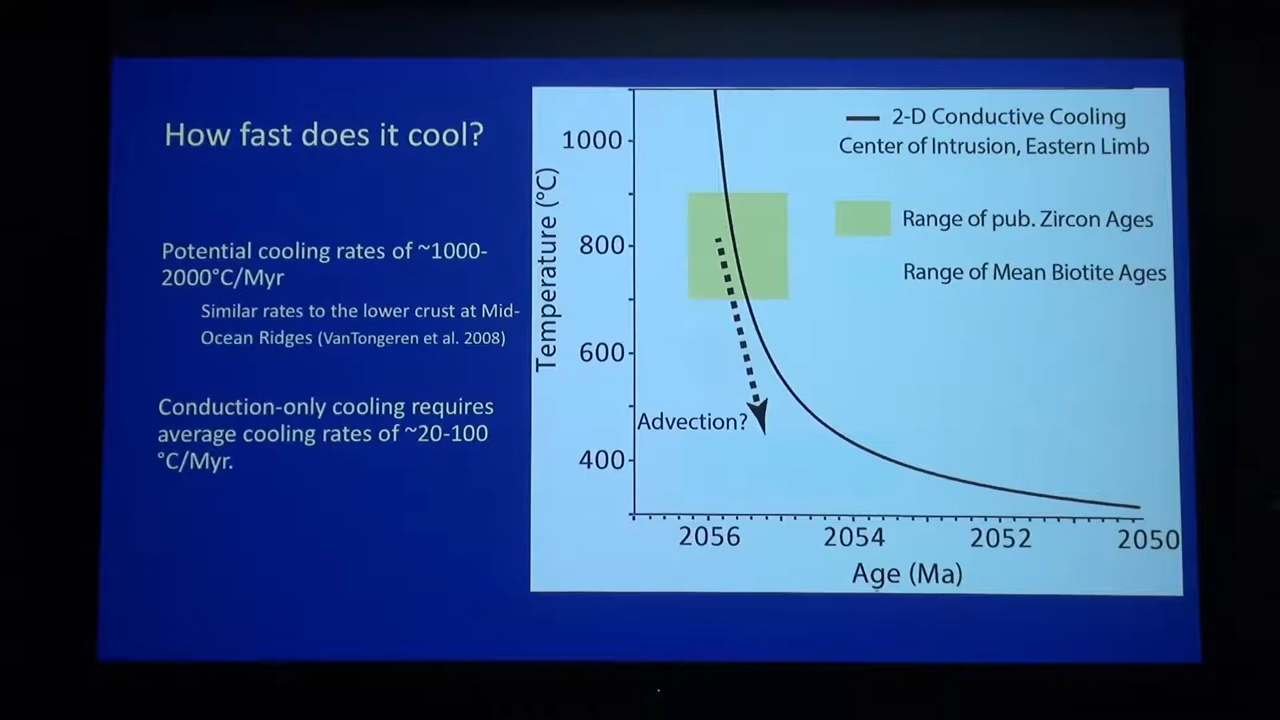 How fast does it cool?
Potential cooling rates of ~1000-
2000°C/Myr
Similar rates to the lower crust at Mid-
Ocean Ridges (VanTongeren et al. 2008)
Conduction-only cooling requires
average cooling rates of ~20-100
°C/Myr.
2-D Conductive Cooling
Center of Intrusion, Eastern Limb
Range of pub. Zircon Ages
Range of Mean Biotite Ages
Temperature (°C)
1000
800
600
400
Advection?
2056
2054
2052
2050
Age (Ma)